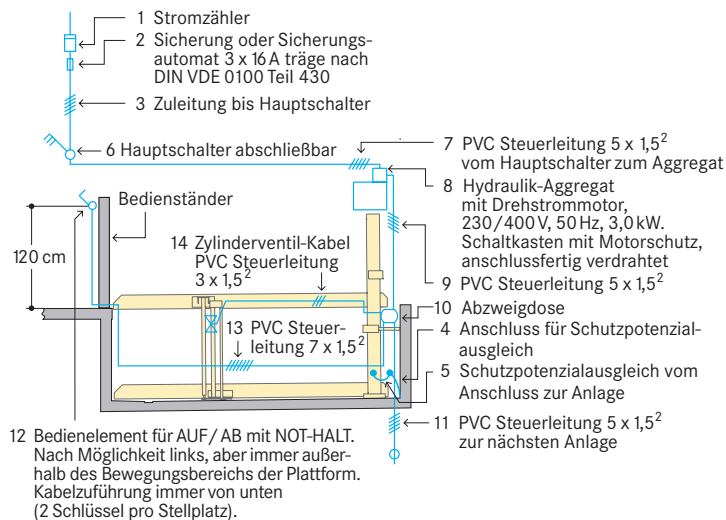 1 Stromzähler
2 Sicherung oder Sicherungs-
automat 3 x 16 A träge nach
DIN VDE 0100 Teil 430
3 Zuleitung bis Hauptschalter
6 Hauptschalter abschließbar
7 PVC Steuerleitung 5 x 1,5²
vom Hauptschalter zum Aggregat
8 Hydraulik-Aggregat
mit Drehstrommotor,
230/400 V, 50 Hz, 3,0 kW.
Schaltkasten mit Motorschutz,
anschlussfertig verdrahtet
Bedienständer
120 cm
14 Zylinderventil-Kabel
PVC Steuerleitung
3 x 1,5²
9 PVC Steuerleitung 5 x 1,5²
10 Abzweigdose
13 PVC Steuer-
leitung 7 x 1,5²
4 Anschluss für Schutzpotenzial-
ausgleich
5 Schutzpotenzialausgleich vom
Anschluss zur Anlage
11 PVC Steuerleitung 5 x 1,5²
zur nächsten Anlage
12 Bedienelement für AUF/ AB mit NOT-HALT.
Nach Möglichkeit links, aber immer außer-
halb des Bewegungsbereichs der Plattform.
Kabelzuführung immer von unten
(2 Schlüssel pro Stellplatz).